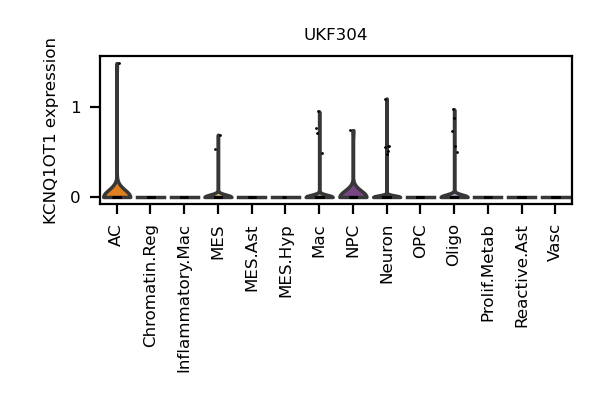 UKF304
KCNQ1OT1 expression
1
0
AC
Chromatin.Reg
Inflammatory.Mac
MES
MES.Ast
MES.Hyp
Mac
NPC
Neuron
OPC
Oligo
Prolif.Metab
Reactive.Ast
Vasc